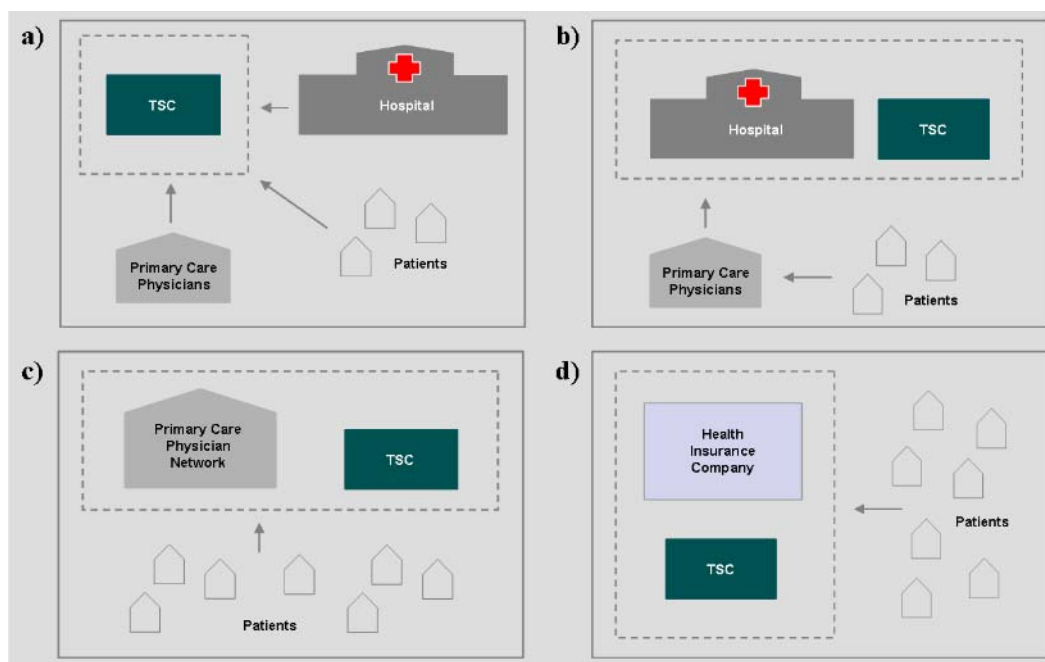 a)
TSC
Hospital
Primary Care
Physicians
Patients
b)
Hospital
TSC
Primary Care
Physicians
Patients
c)
Primary Care
Physician
Network
TSC
Patients
d)
Health
Insurance
Company
Patients
TSC